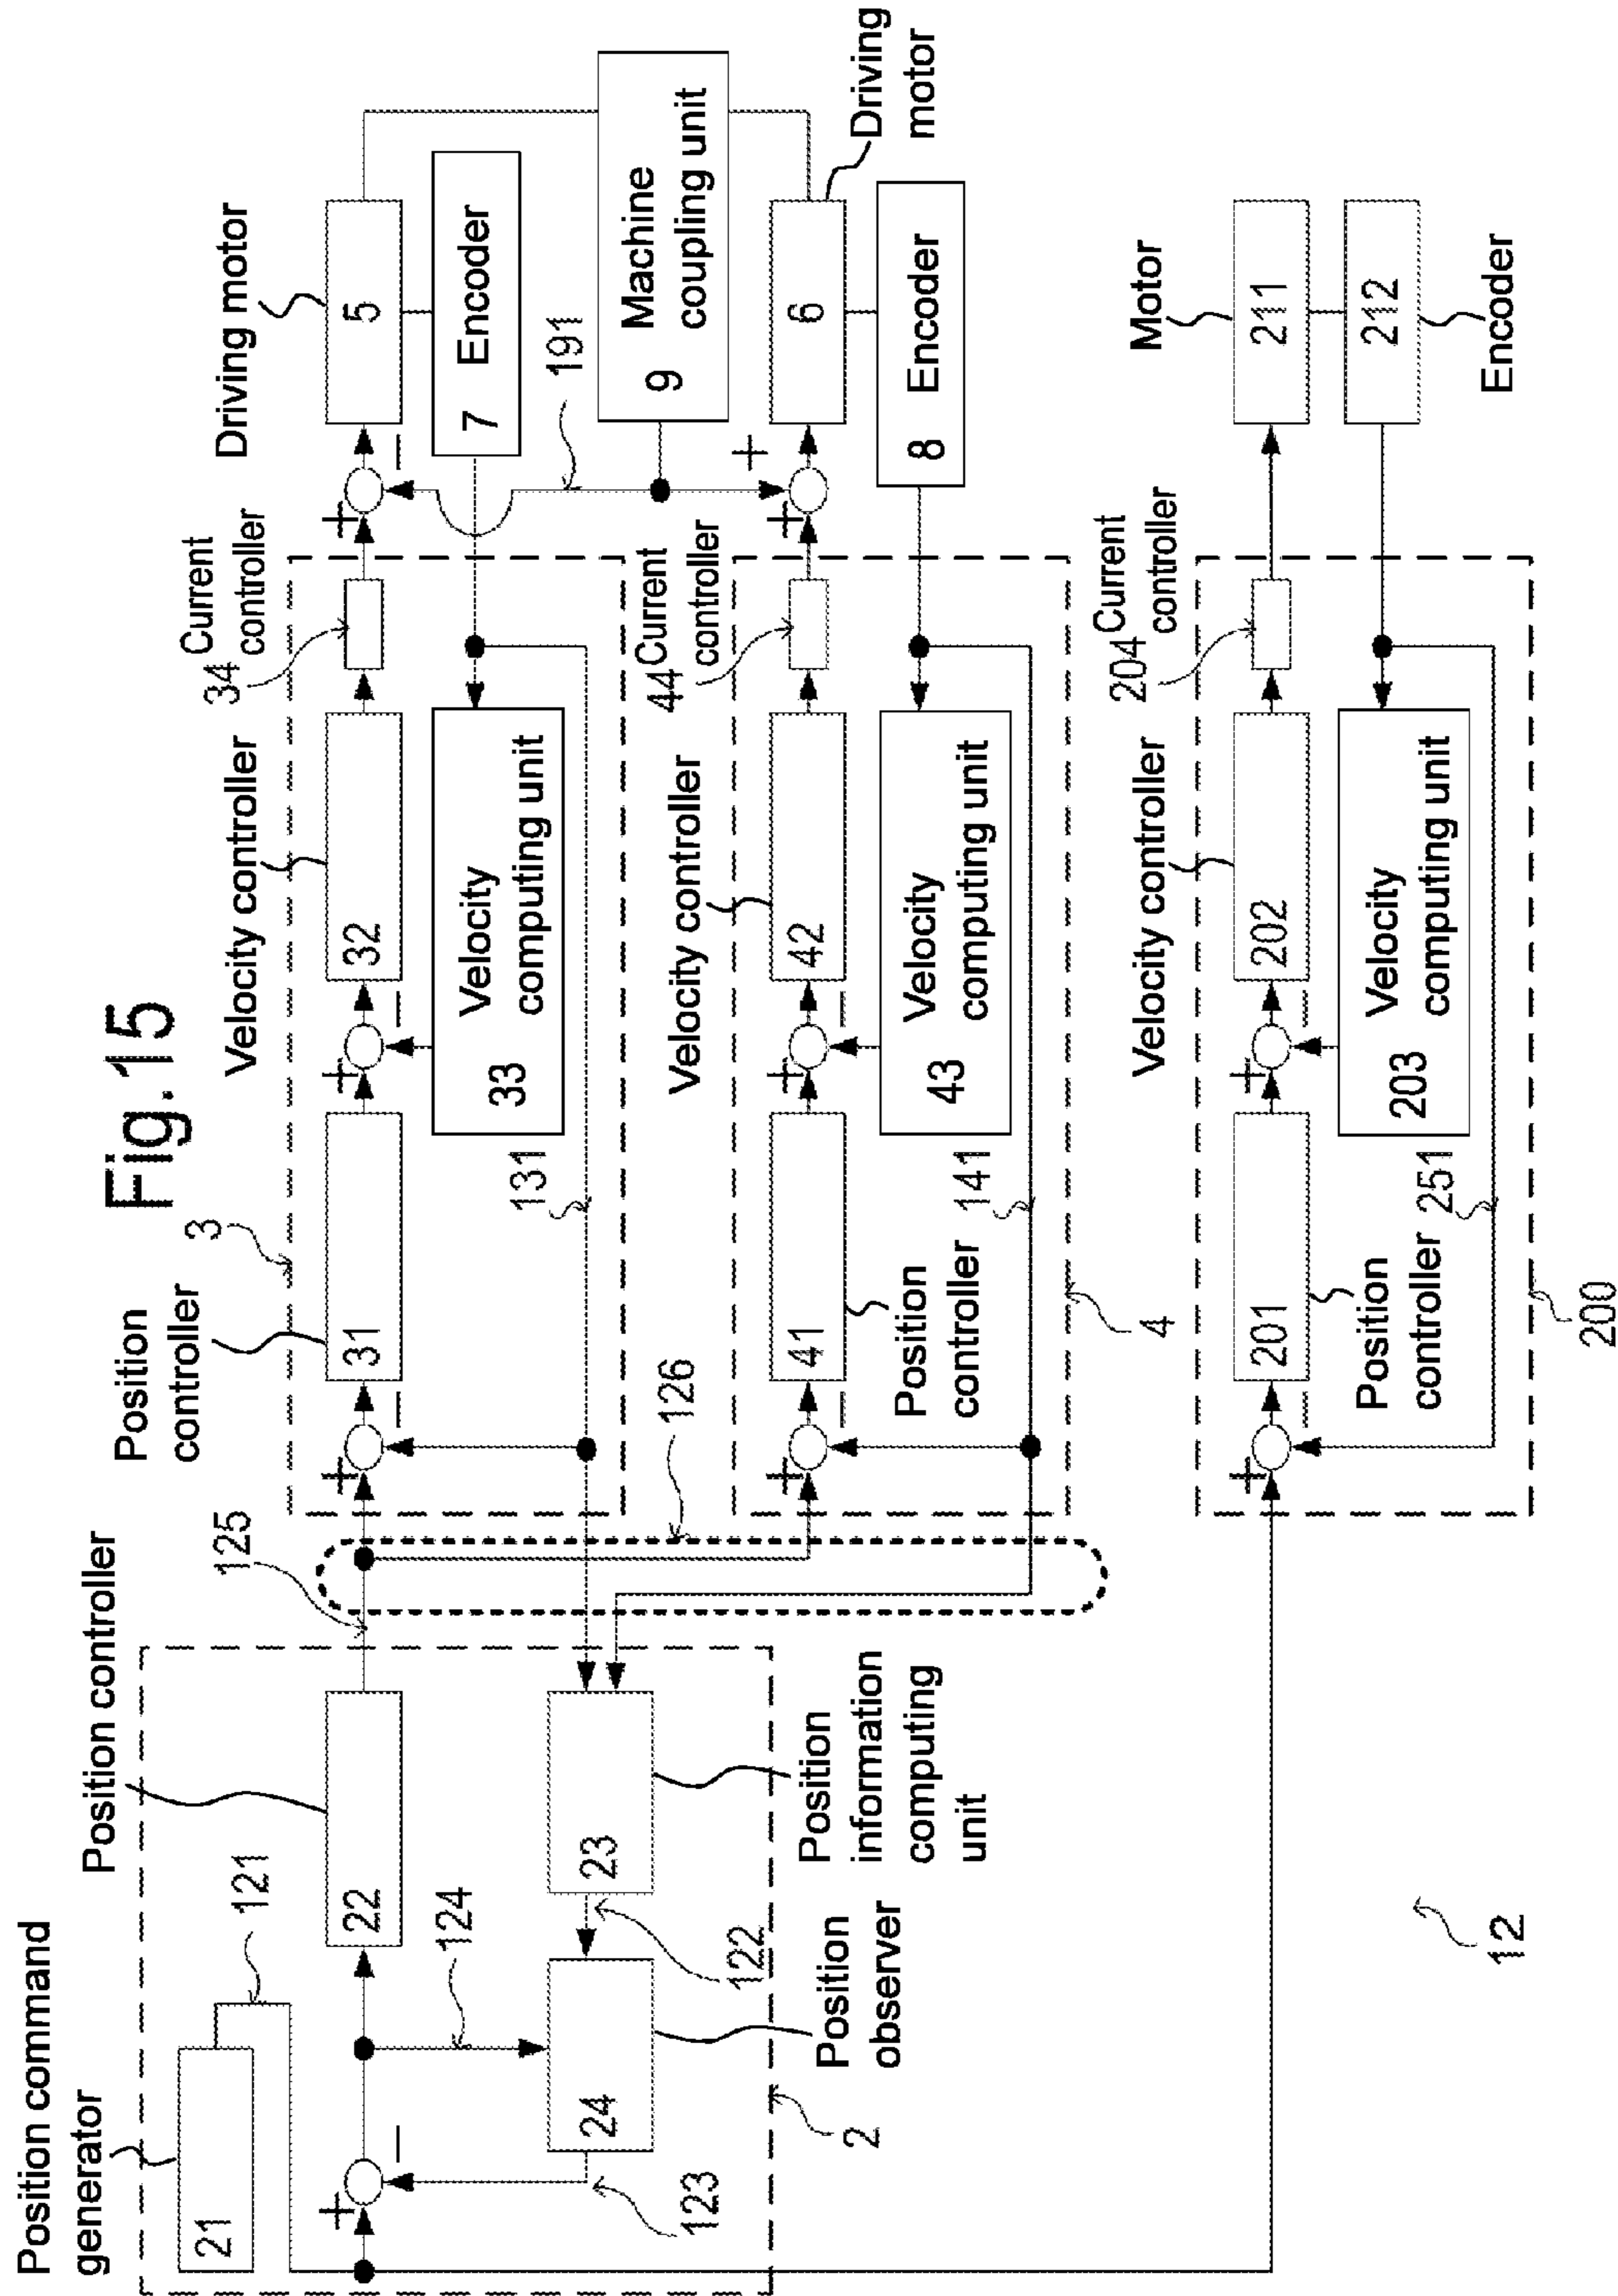 Fig.15
Position command
generator
21
121
Position controller
22
124
125
23
122
24
123
Position
observer
Position
information
computing
unit
2
Position
controller
3
31
Velocity controller
32
Current
controller
34
Driving motor
5
7 Encoder
33
Velocity
computing unit
131
191
9
Machine
coupling unit
126
41
Position
controller
Velocity controller
42
Current
controller
44
6
Driving
motor
8 Encoder
43
Velocity
computing unit
141
4
201
Position
controller
Velocity controller
202
Current
controller
204
Motor
211
212
Encoder
203
Velocity
computing unit
251
200
12
+
−
+
−
+
−
+
−
+
−
+
−
+
+
+
−
+
−